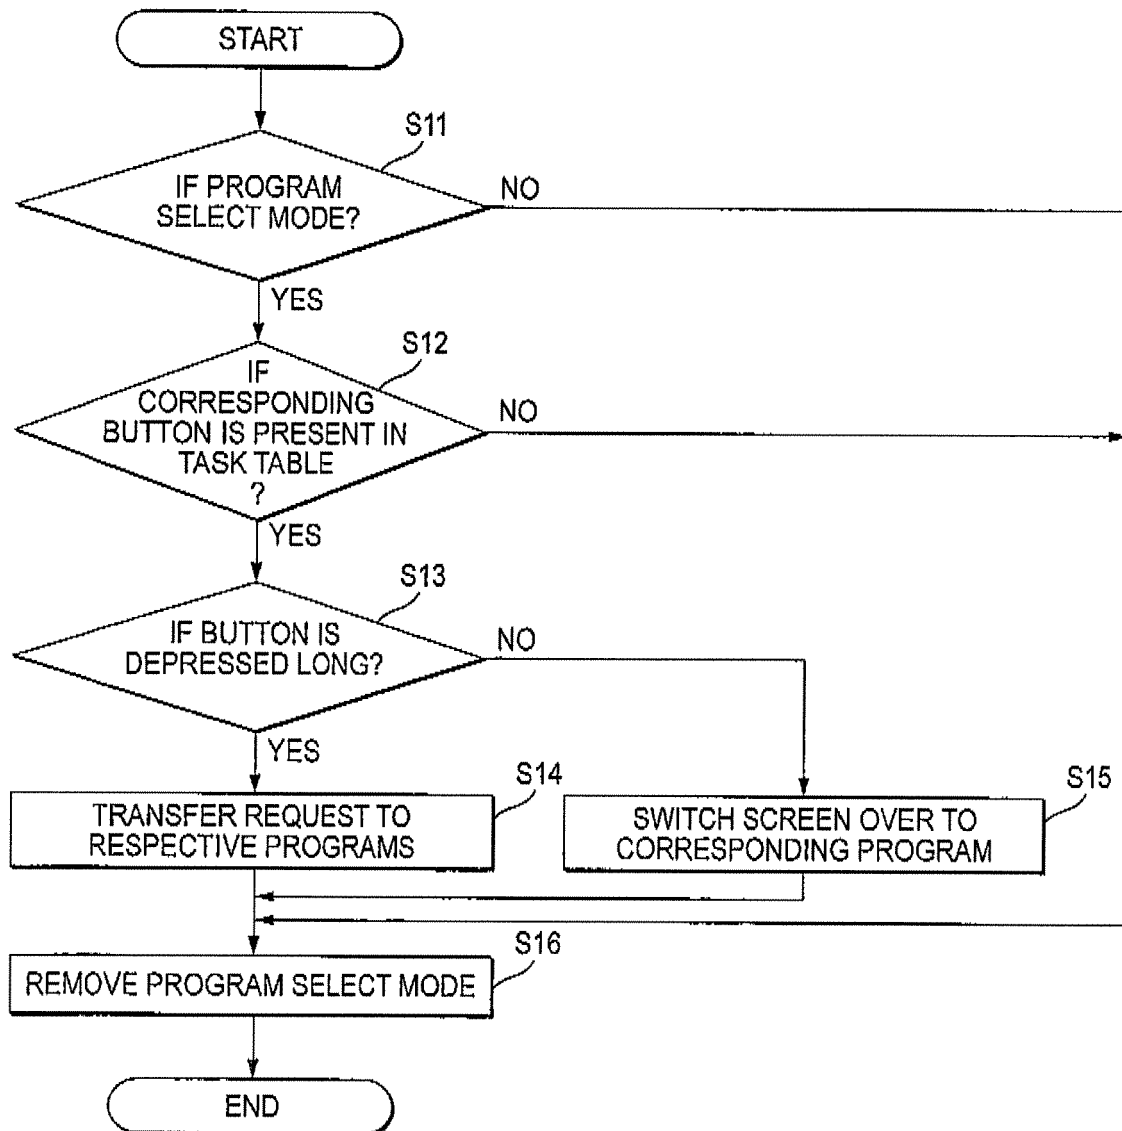 START
S11
IF PROGRAM
SELECT MODE?
NO
YES
S12
IF
CORRESPONDING
BUTTON IS PRESENT IN
TASK TABLE
?
NO
YES
S13
IF BUTTON IS
DEPRESSED LONG?
NO
YES
S14
TRANSFER REQUEST TO
RESPECTIVE PROGRAMS
S15
SWITCH SCREEN OVER TO
CORRESPONDING PROGRAM
S16
REMOVE PROGRAM SELECT MODE
END